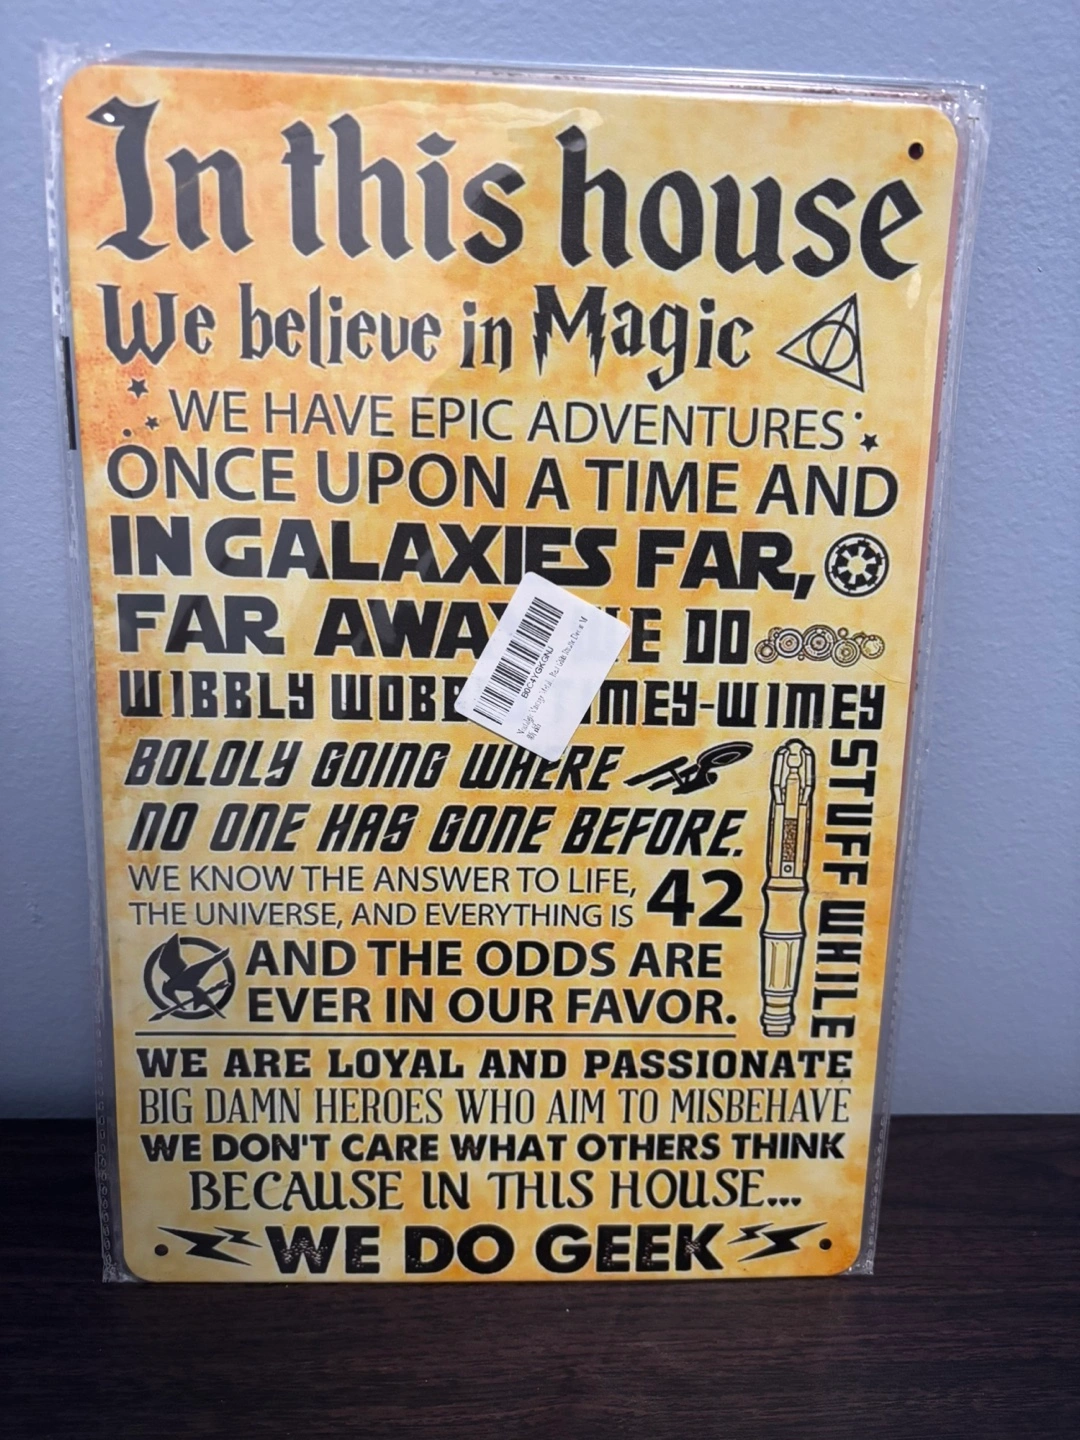 In this house
We believe in Magic
WE HAVE EPIC ADVENTURES
ONCE UPON A TIME AND
IN GALAXIES FAR,
FAR AWA E DO
WIBBLY WOBB MEY-WIMEY
STUFF WHILE
BOLOLY GOING WHERE
NO ONE HAS GONE BEFORE.
WE KNOW THE ANSWER TO LIFE,
THE UNIVERSE, AND EVERYTHING IS 42
AND THE ODDS ARE
EVER IN OUR FAVOR.
WE ARE LOYAL AND PASSIONATE
BIG DAMN HEROES WHO AIM TO MISBEHAVE
WE DON'T CARE WHAT OTHERS THINK
BECAUSE IN THIS HOUSE...
WE DO GEEK
B0C4YGKGNJ